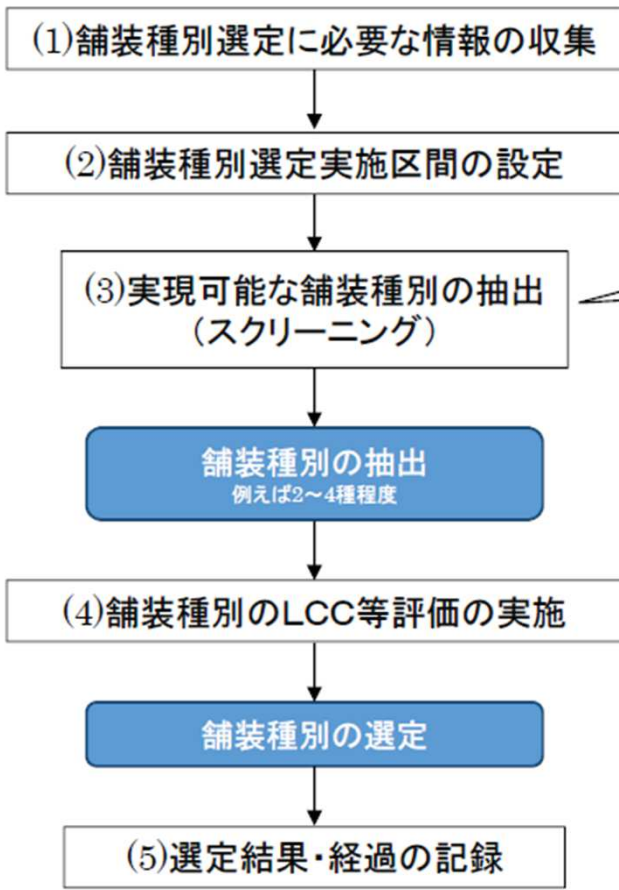 (1)舗装種別選定に必要な情報の収集
(2)舗装種別選定実施区間の設定
(3)実現可能な舗装種別の抽出
（スクリーニング）
舗装種別の抽出
例えば2～4種程度
(4)舗装種別のLCC等評価の実施
舗装種別の選定
(5)選定結果・経過の記録